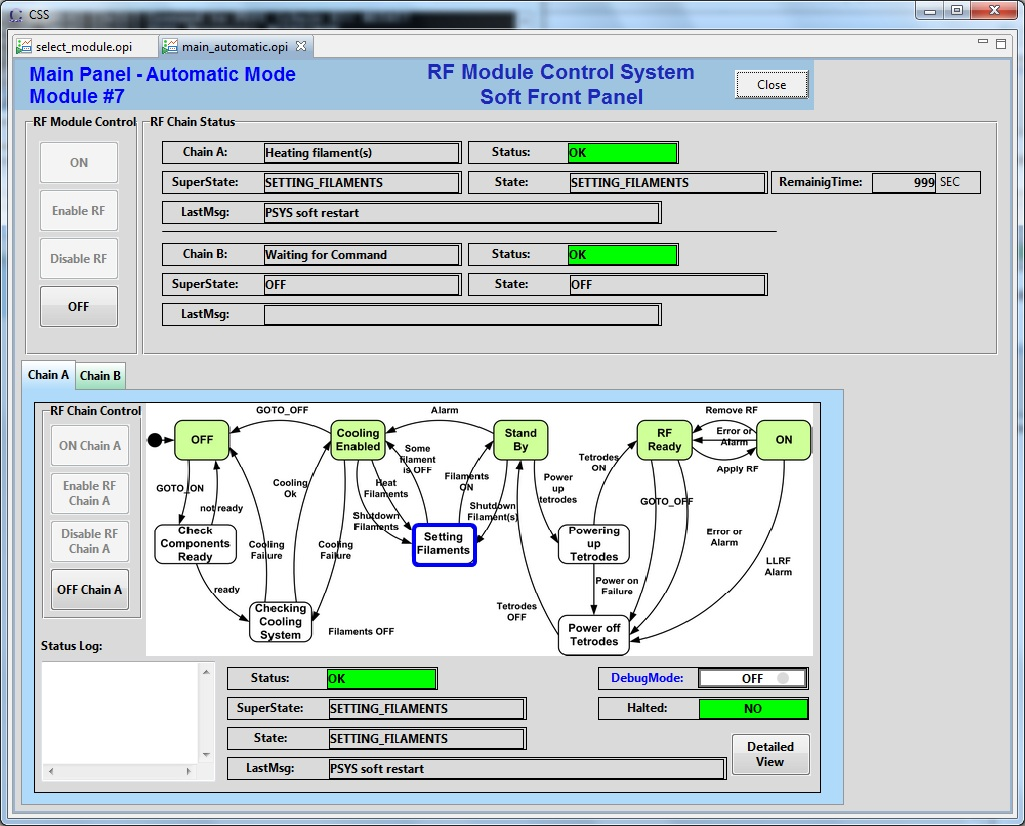 CSS
select_module.opi
main_automatic.opi
Main Panel - Automatic Mode
Module #7
RF Module Control System
Soft Front Panel
Close
RF Module Control
ON
Enable RF
Disable RF
OFF
RF Chain Status
Chain A: Heating filament(s) Status: OK
SuperState: SETTING_FILAMENTS State: SETTING_FILAMENTS RemainigTime: 999 SEC
LastMsg: PSYS soft restart
Chain B: Waiting for Command Status: OK
SuperState: OFF State: OFF
LastMsg:
Chain A Chain B
RF Chain Control
ON Chain A
Enable RF
Chain A
Disable RF
Chain A
OFF Chain A
GOTO_OFF
Alarm
Remove RF
OFF
Cooling
Enabled
Stand
By
RF
Ready
ON
Error or
Alarm
Apply RF
Some
filament
is OFF
Tetrodes
ON
GOTO_ON
not ready
Cooling
Ok
Heat
Filaments
Filaments
ON
Power
up
tetrodes
GOTO_OFF
Shutdown
Filaments
Shutdown
Filament(s)
Check
Components
Ready
Cooling
Failure
Cooling
Failure
Setting
Filaments
Powering
up
Tetrodes
Error or
Alarm
LLRF
Alarm
ready
Power on
Failure
Checking
Cooling
System
Filaments OFF
Tetrodes
OFF
Power off
Tetrodes
Status Log:
Status: OK
SuperState: SETTING_FILAMENTS
State: SETTING_FILAMENTS
LastMsg: PSYS soft restart
DebugMode: OFF
Halted: NO
Detailed
View